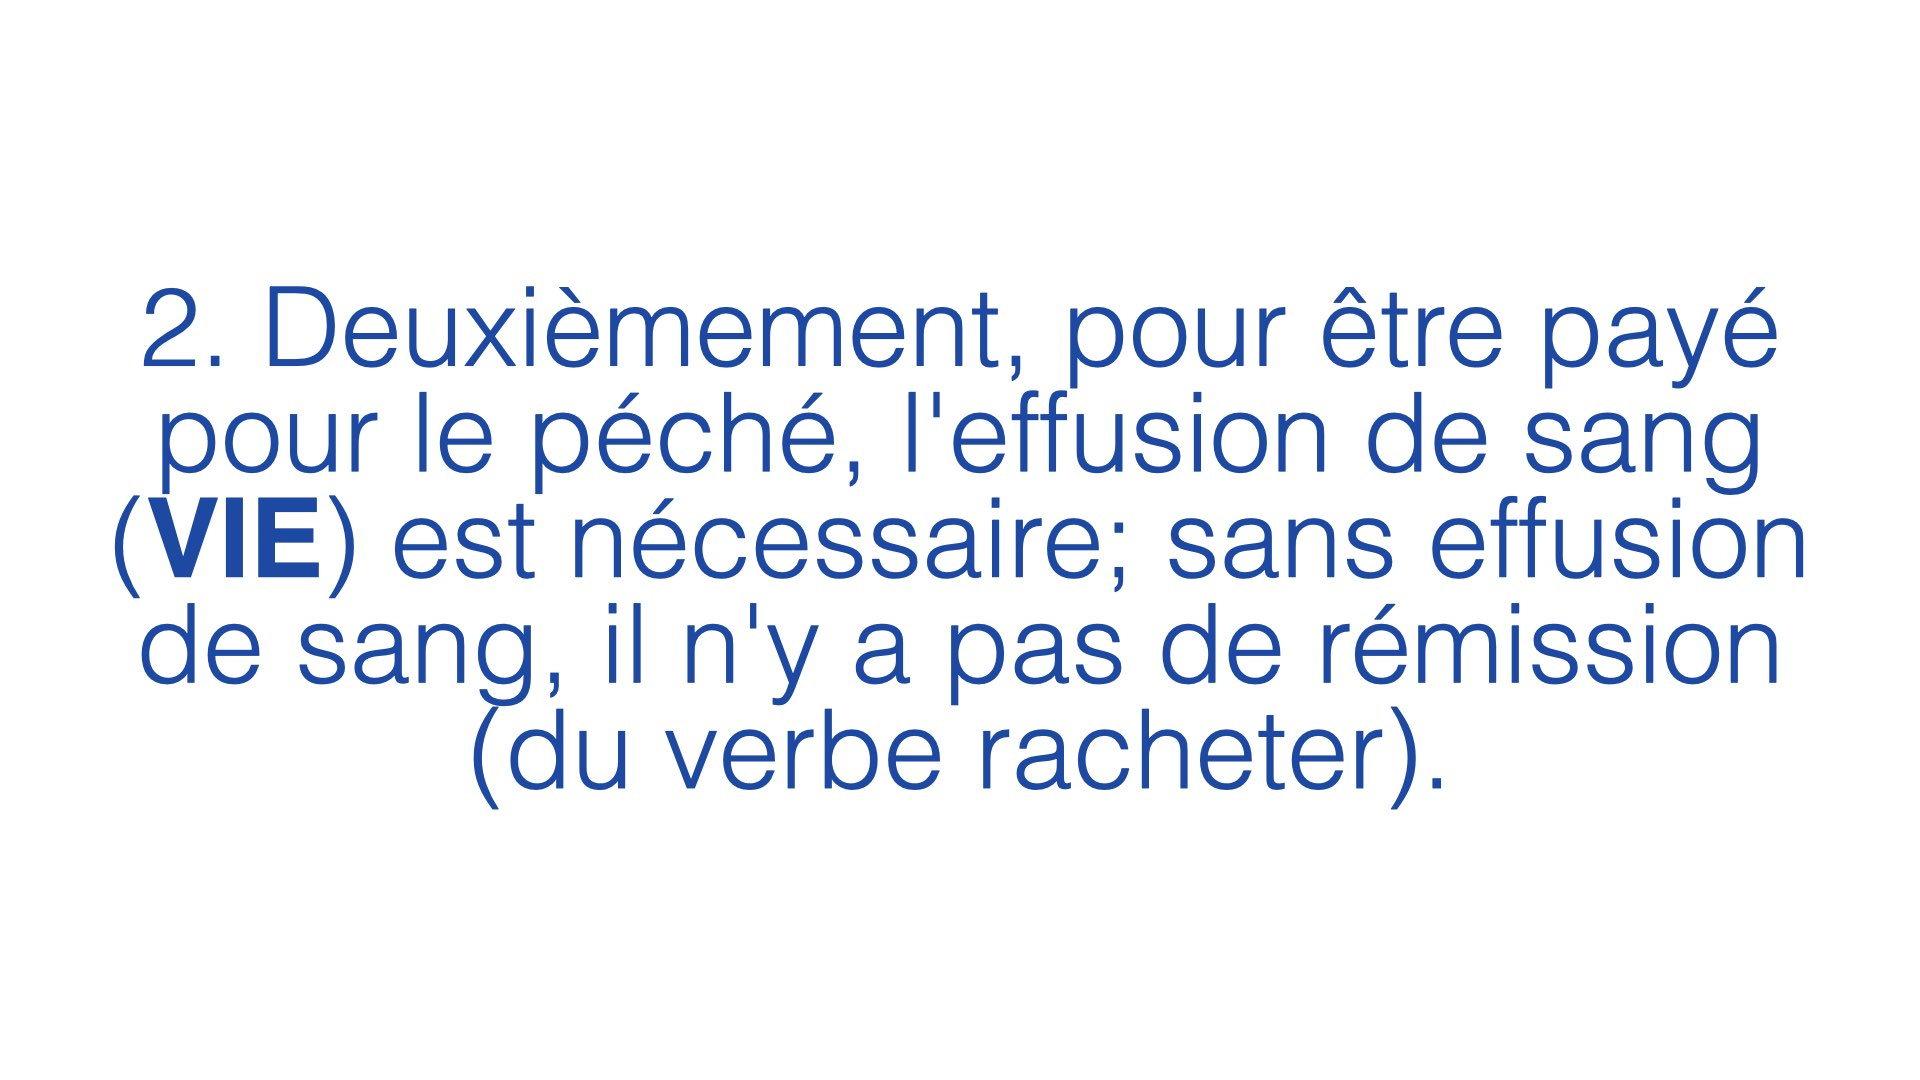 2. Deuxièmement, pour être payé
pour le péché, l'effusion de sang
(VIE) est nécessaire; sans effusion
de sang, il n'y a pas de rémission
(du verbe racheter).